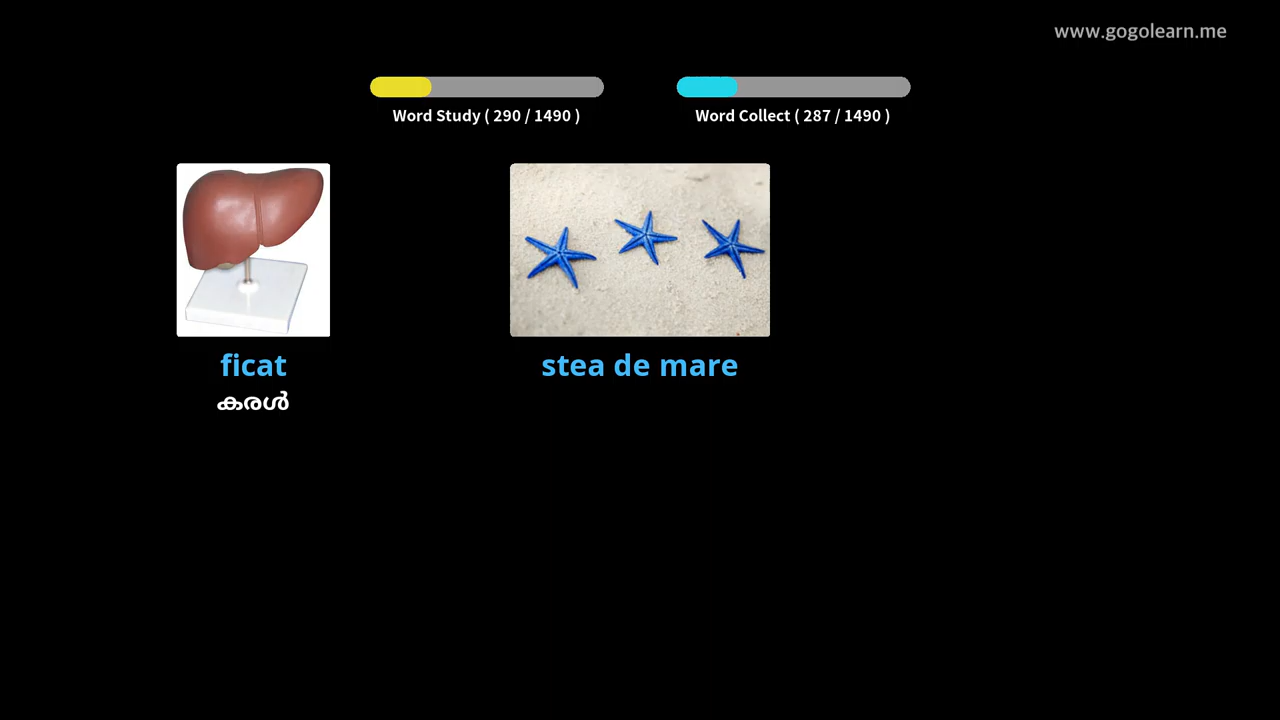 www.gogolearn.me
Word Study ( 290 / 1490 )
Word Collect ( 287 / 1490 )
ficat
കരൾ
stea de mare